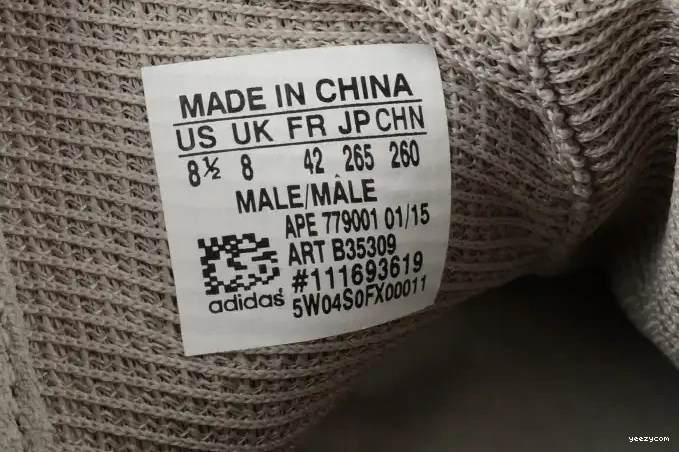 MADE IN CHINA
US UK FR JP CHN
8½ 8 42 265 260
MALE/MÂLE
APE 779001 01/15
ART B35309
#111693619
adidas 5W04S0FX00011
yeezycom